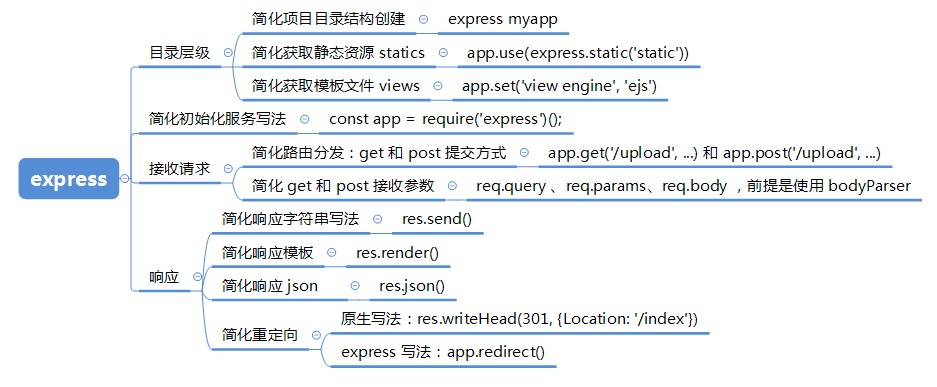 express
目录层级
简化项目目录结构创建
express myapp
简化获取静态资源 statics
app.use(express.static('static'))
简化获取模板文件 views
app.set('view engine', 'ejs')
简化初始化服务写法
const app = require('express')();
接收请求
简化路由分发：get 和 post 提交方式
app.get('/upload', ...) 和 app.post('/upload', ...)
简化 get 和 post 接收参数
req.query 、req.params、req.body ，前提是使用 bodyParser
响应
简化响应字符串写法
res.send()
简化响应模板
res.render()
简化响应 json
res.json()
简化重定向
原生写法：res.writeHead(301, {Location: '/index'})
express 写法：app.redirect()